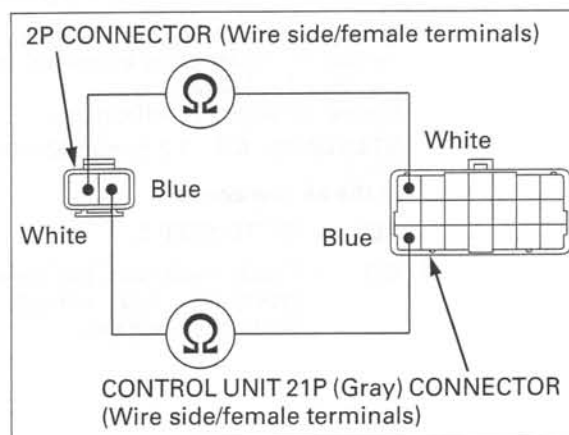 2P CONNECTOR (Wire side/female terminals)
Ω
White
Blue
White
Blue
Ω
CONTROL UNIT 21P (Gray) CONNECTOR
(Wire side/female terminals)